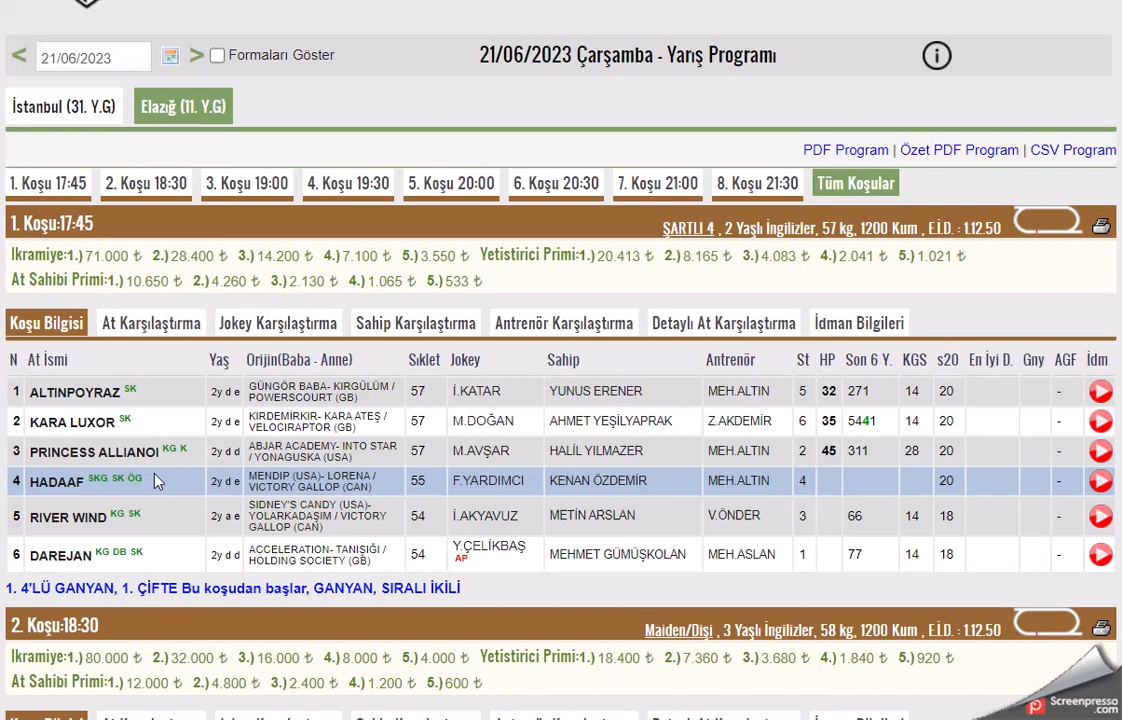 < 21/06/2023 > Formaları Göster 21/06/2023 Çarşamba - Yarış Programı i
İstanbul (31. Y.G) Elazığ (11. Y.G)
PDF Program | Özet PDF Program | CSV Program
1. Koşu 17:45 2. Koşu 18:30 3. Koşu 19:00 4. Koşu 19:30 5. Koşu 20:00 6. Koşu 20:30 7. Koşu 21:00 8. Koşu 21:30 Tüm Koşular
1. Koşu:17:45 ŞARTLI 4 , 2 Yaşlı İngilizler, 57 kg, 1200 Kum , E.İ.D. : 1.12.50
Ikramiye:1.) 71.000 ₺ 2.) 28.400 ₺ 3.) 14.200 ₺ 4.) 7.100 ₺ 5.) 3.550 ₺ Yetistirici Primi:1.) 20.413 ₺ 2.) 8.165 ₺ 3.) 4.083 ₺ 4.) 2.041 ₺ 5.) 1.021 ₺
At Sahibi Primi:1.) 10.650 ₺ 2.) 4.260 ₺ 3.) 2.130 ₺ 4.) 1.065 ₺ 5.) 533 ₺
Koşu Bilgisi At Karşılaştırma Jokey Karşılaştırma Sahip Karşılaştırma Antrenör Karşılaştırma Detaylı At Karşılaştırma İdman Bilgileri
N At İsmi Yaş Orijin(Baba - Anne) Sıklet Jokey Sahip Antrenör St HP Son 6 Y. KGS s20 En İyi D. Gny AGF İdm
1 ALTINPOYRAZ SK 2y d e GÜNGÖR BABA- KIRGÜLÜM / POWERSCOURT (GB) 57 İ.KATAR YUNUS ERENER MEH.ALTIN 5 32 271 14 20 -
2 KARA LUXOR SK 2y d e KIRDEMİRKIR- KARA ATEŞ / VELOCIRAPTOR (GB) 57 M.DOĞAN AHMET YEŞİLYAPRAK Z.AKDEMİR 6 35 5441 14 20 -
3 PRINCESS ALLIANOI KG K 2y d d ABJAR ACADEMY- INTO STAR / YONAGUSKA (USA) 57 M.AVŞAR HALİL YILMAZER MEH.ALTIN 2 45 311 28 20 -
4 HADAAF SKG SK ÖG 2y d e MENDIP (USA)- LORENA / VICTORY GALLOP (CAN) 55 F.YARDIMCI KENAN ÖZDEMİR MEH.ALTIN 4 20 -
5 RIVER WIND KG SK 2y a e SIDNEY'S CANDY (USA)- YOLARKADAŞIM / VICTORY GALLOP (CAN) 54 İ.AKYAVUZ METİN ARSLAN V.ÖNDER 3 66 14 18 -
6 DAREJAN KG DB SK 2y d d ACCELERATION- TANIŞIĞI / HOLDING SOCIETY (GB) 54 Y.ÇELİKBAŞ AP MEHMET GÜMÜŞKOLAN MEH.ASLAN 1 77 14 18 -
1. 4'LÜ GANYAN, 1. ÇİFTE Bu koşudan başlar, GANYAN, SIRALI İKİLİ
2. Koşu:18:30 Maiden/Dişi , 3 Yaşlı İngilizler, 58 kg, 1200 Kum , E.İ.D. : 1.12.50
Ikramiye:1.) 80.000 ₺ 2.) 32.000 ₺ 3.) 16.000 ₺ 4.) 8.000 ₺ 5.) 4.000 ₺ Yetistirici Primi:1.) 18.400 ₺ 2.) 7.360 ₺ 3.) 3.680 ₺ 4.) 1.840 ₺ 5.) 920 ₺
At Sahibi Primi:1.) 12.000 ₺ 2.) 4.800 ₺ 3.) 2.400 ₺ 4.) 1.200 ₺ 5.) 600 ₺
Screenpresso
.com